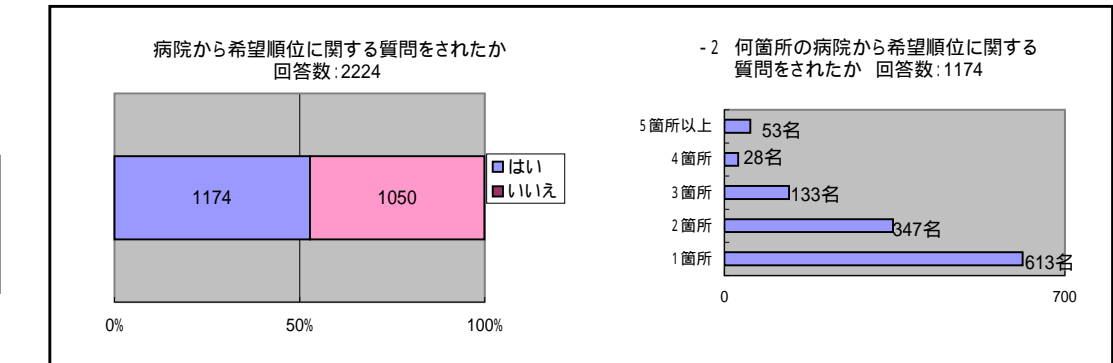 病院から希望順位に関する質問をされたか
回答数:2224
1174
1050
はい
いいえ
0%
50%
100%
-2 何箇所の病院から希望順位に関する
質問をされたか 回答数:1174
5箇所以上
53名
4箇所
28名
3箇所
133名
2箇所
347名
1箇所
613名
0
700